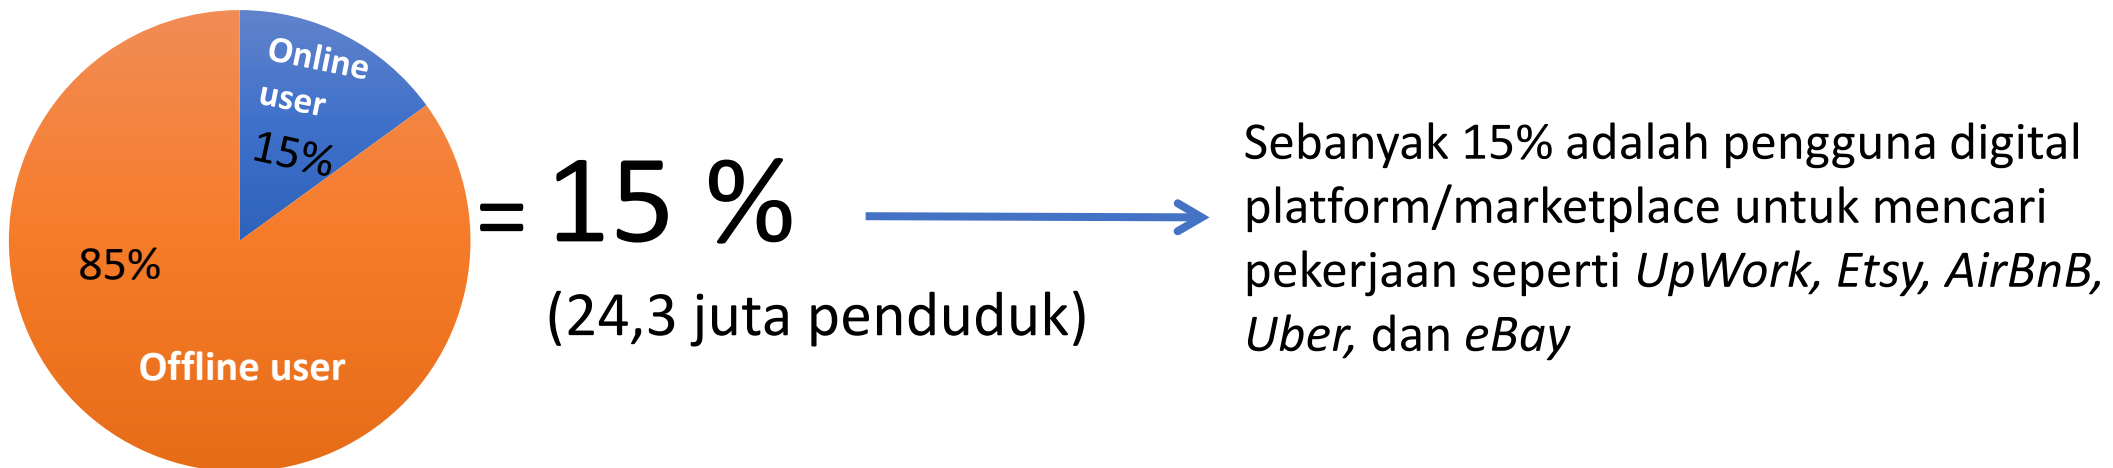 Online
user
15%
85%
Offline user
= 15 %
(24,3 juta penduduk)
Sebanyak 15% adalah pengguna digital
platform/marketplace untuk mencari
pekerjaan seperti UpWork, Etsy, AirBnB,
Uber, dan eBay